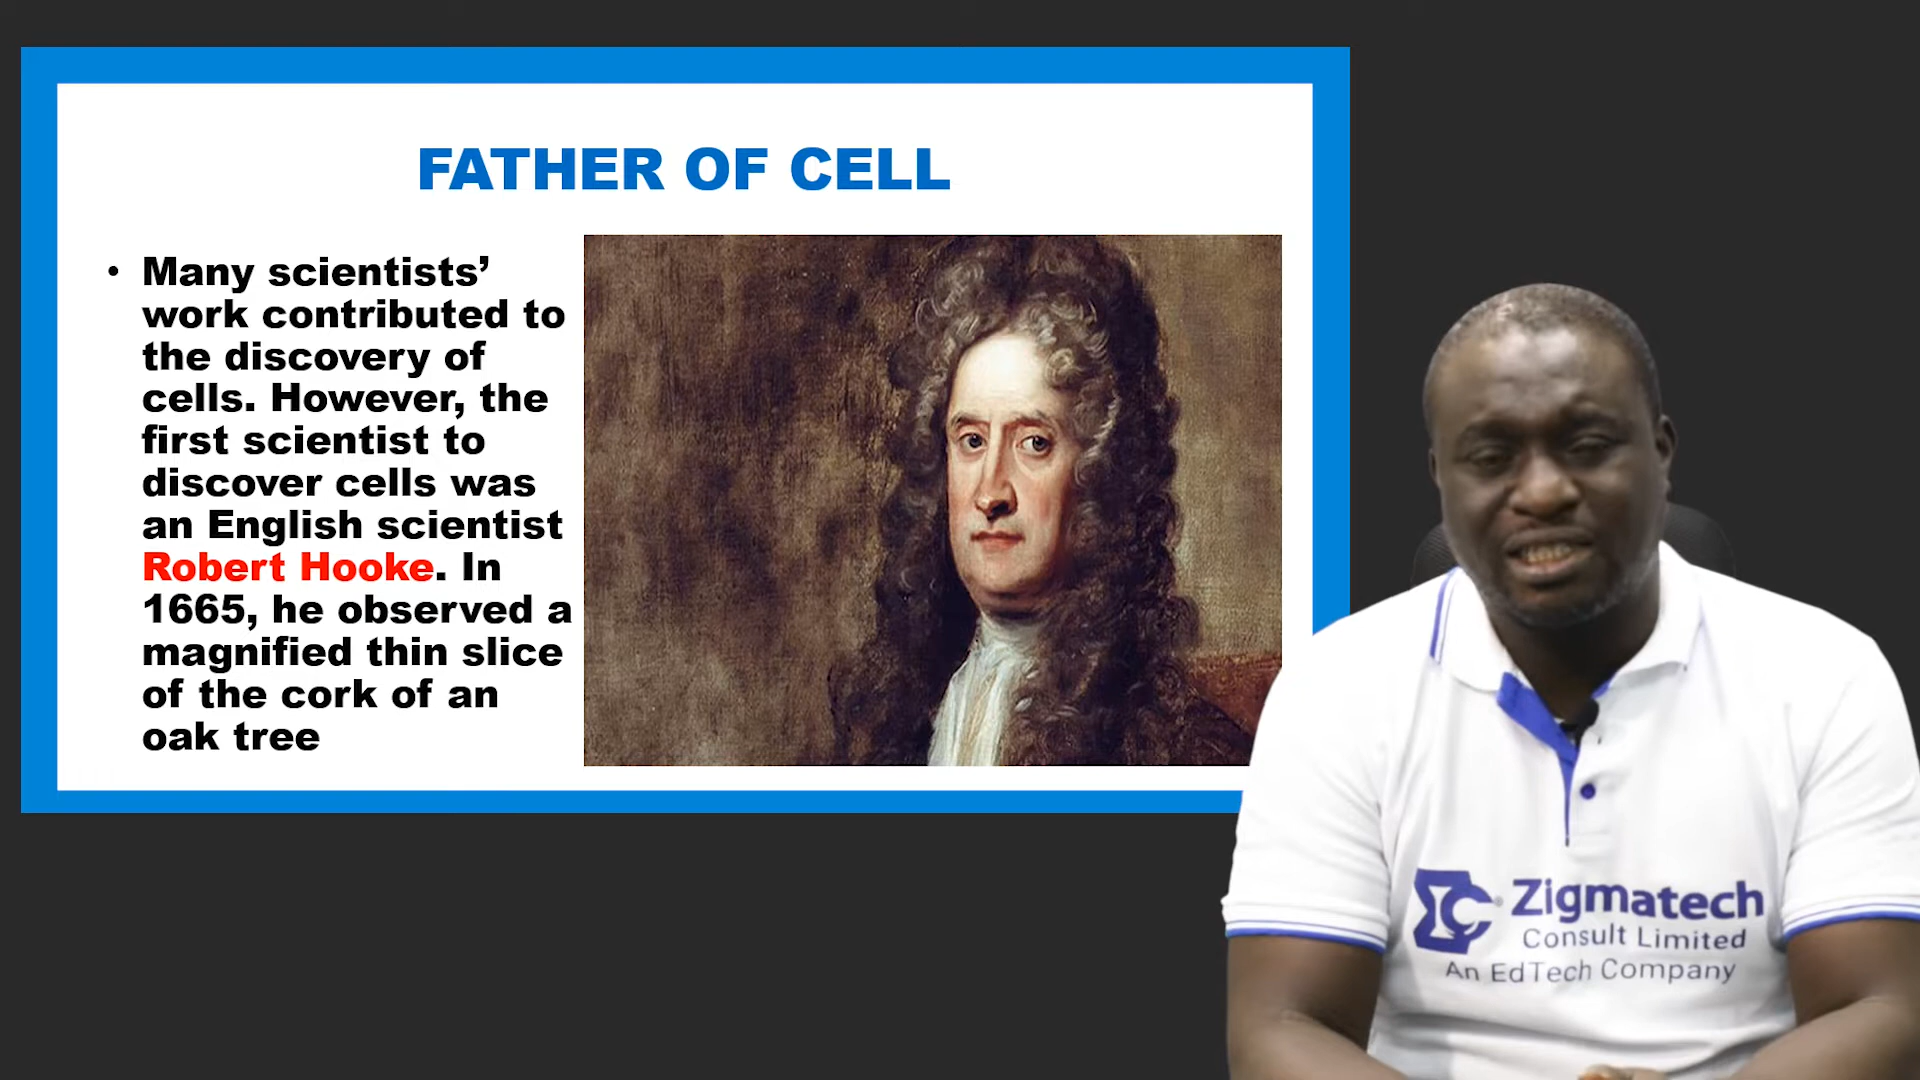 FATHER OF CELL
• Many scientists’
work contributed to
the discovery of
cells. However, the
first scientist to
discover cells was
an English scientist
Robert Hooke. In
1665, he observed a
magnified thin slice
of the cork of an
oak tree
Zigmatech
Consult Limited
An EdTech Company